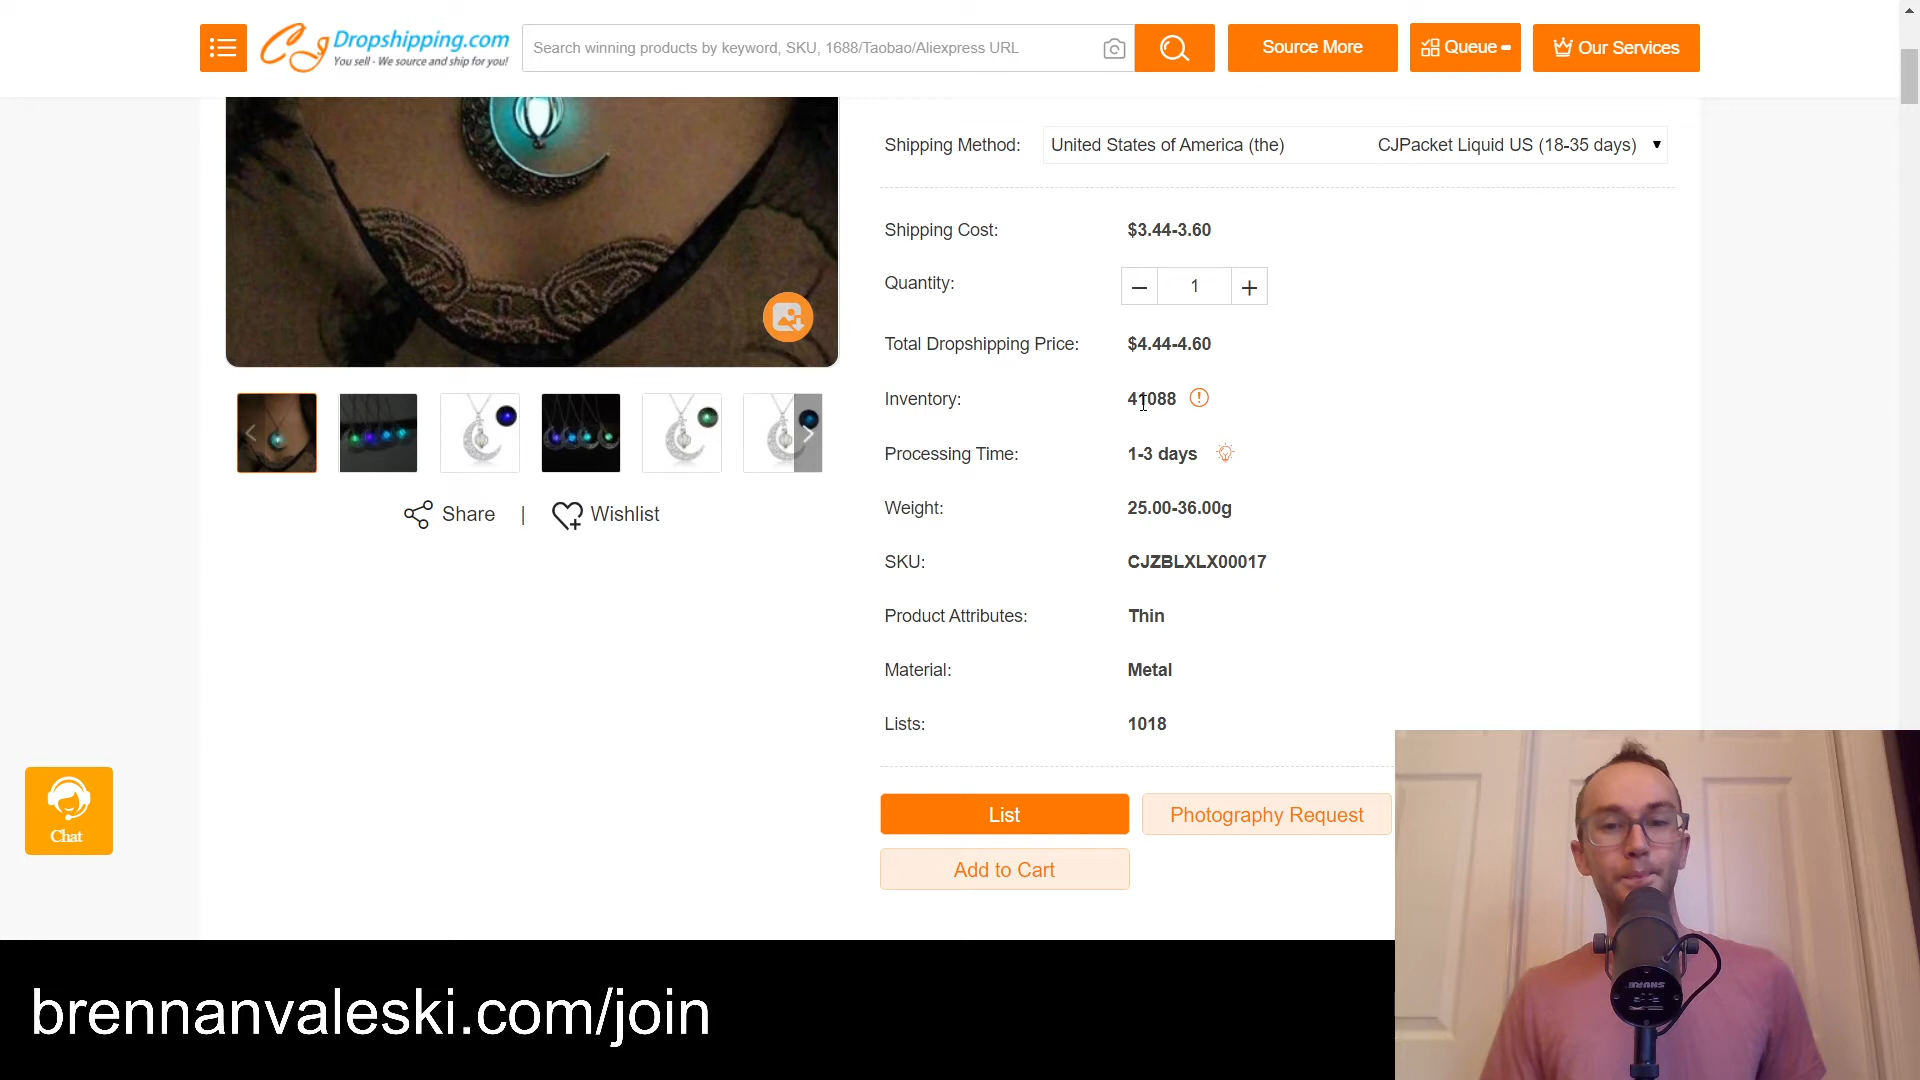 CJ Dropshipping.com
You sell - We source and ship for you!
Search winning products by keyword, SKU, 1688/Taobao/Aliexpress URL
Source More
Queue
Our Services
Shipping Method: United States of America (the) CJPacket Liquid US (18-35 days)
Shipping Cost: $3.44-3.60
Quantity: 1
Total Dropshipping Price: $4.44-4.60
Inventory: 41088
Processing Time: 1-3 days
Weight: 25.00-36.00g
SKU: CJZBLXLX00017
Product Attributes: Thin
Material: Metal
Lists: 1018
Share | Wishlist
List
Photography Request
Add to Cart
Chat
brennanvaleski.com/join
SHURE